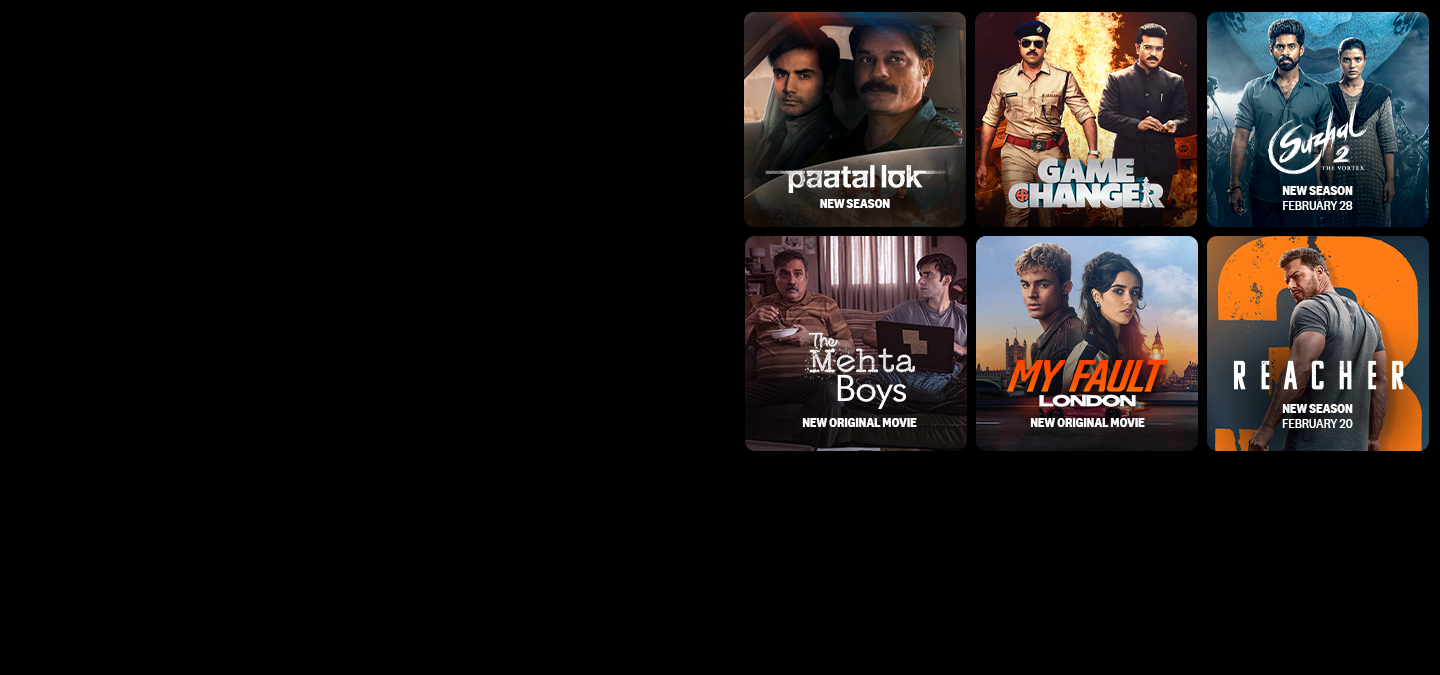 paatal lok
NEW SEASON
GAME
CHANGER
Suzhal
2
THE VORTEX
NEW SEASON
FEBRUARY 28
The
Mehta
Boys
NEW ORIGINAL MOVIE
MY FAULT
LONDON
NEW ORIGINAL MOVIE
3
REACHER
NEW SEASON
FEBRUARY 20